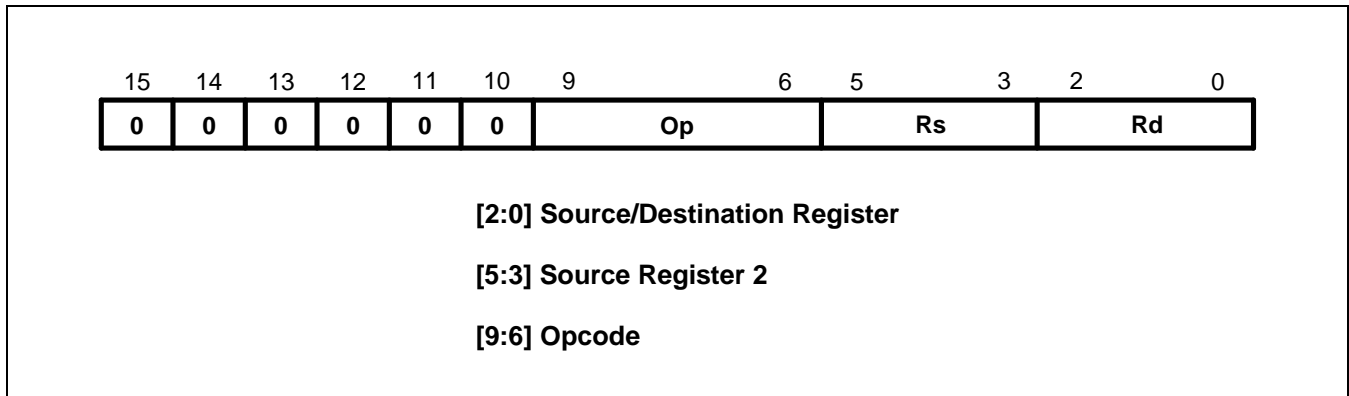 15 14 13 12 11 10 9 6 5 3 2 0
0 0 0 0 0 0 Op Rs Rd
[2:0] Source/Destination Register
[5:3] Source Register 2
[9:6] Opcode